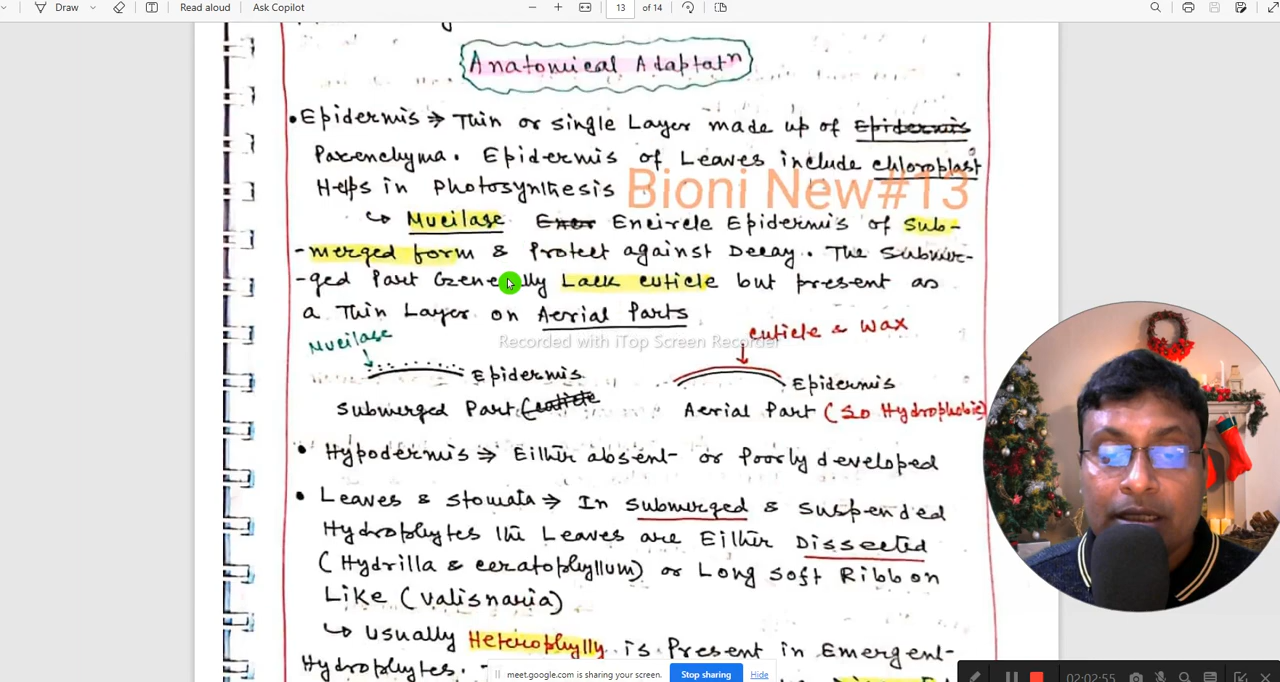 Draw Read aloud Ask Copilot 13 of 14
Anatomical Adaptatn
• Epidermis → Thin or single Layer made up of Epidermis
Parenchyma. Epidermis of Leaves include chloroplast
Helps in Photosynthesis
Bioni New#13
↳ Mucilage Encirele Epidermis of Sub-
-merged form & Protect against Decay. The Submer-
-ged Part Generally Lack cuticle but present as
a Thin Layer on Aerial Parts
Recorded with iTop Screen Recorder
Mucilage
cuticle & Wax
Epidermis
Epidermis
Submerged Part (cuticle
Aerial Part (So Hydrophobic)
• Hypodermis → Either absent- or Poorly developed
• Leaves & Stomata → In Submerged & Suspended
Hydrophytes the Leaves are Either Dissected
(Hydrilla & ceratophyllum) or Long soft Ribbon
Like (Valisnaria)
↳ Usually Heterophylly is Present in Emergent-
Hydrophytes.
meet.google.com is sharing your screen. Stop sharing Hide
02:02:55